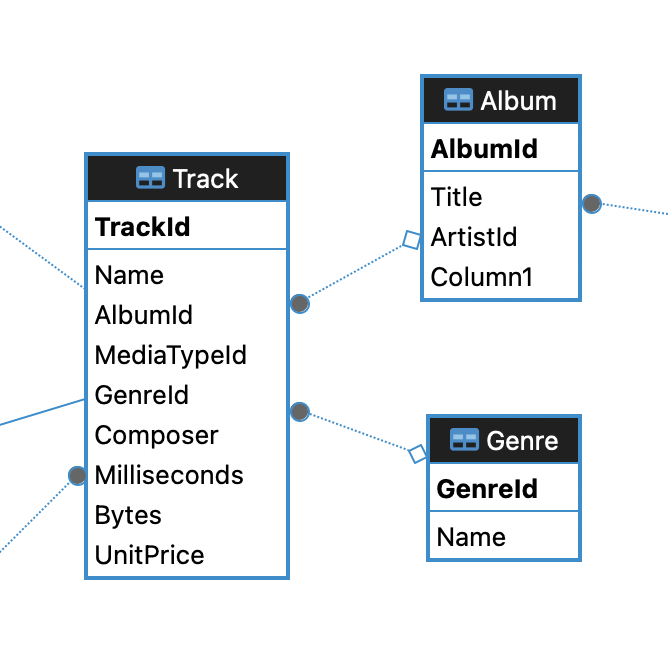 Track
TrackId
Name
AlbumId
MediaTypeId
GenreId
Composer
Milliseconds
Bytes
UnitPrice
Album
AlbumId
Title
ArtistId
Column1
Genre
GenreId
Name